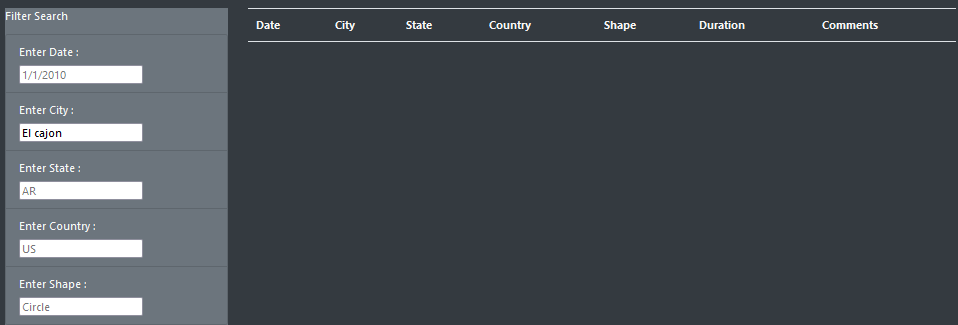 Filter Search
Enter Date :
1/1/2010
Enter City :
El cajon
Enter State :
AR
Enter Country :
US
Enter Shape :
Circle
Date City State Country Shape Duration Comments